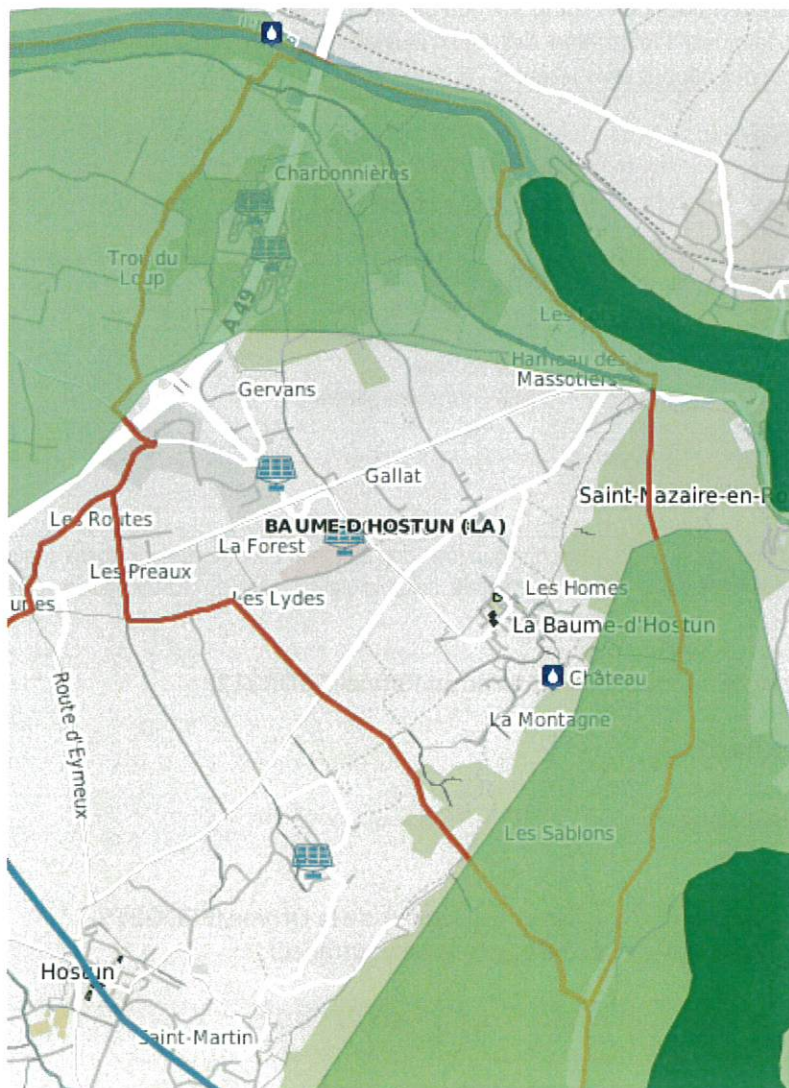 Charbonnières
Trou du
Loup
A 49
Hameau des
Massotiers
Gervans
Gallat
Saint-Nazaire-en-Ro
Les Routes
BAUME-D'HOSTUN (LA)
La Forest
Les Preaux
Les Lydes
Les Homes
La Baume-d'Hostun
Château
La Montagne
Route d'Eymeux
Les Sablons
Hostun
Saint-Martin